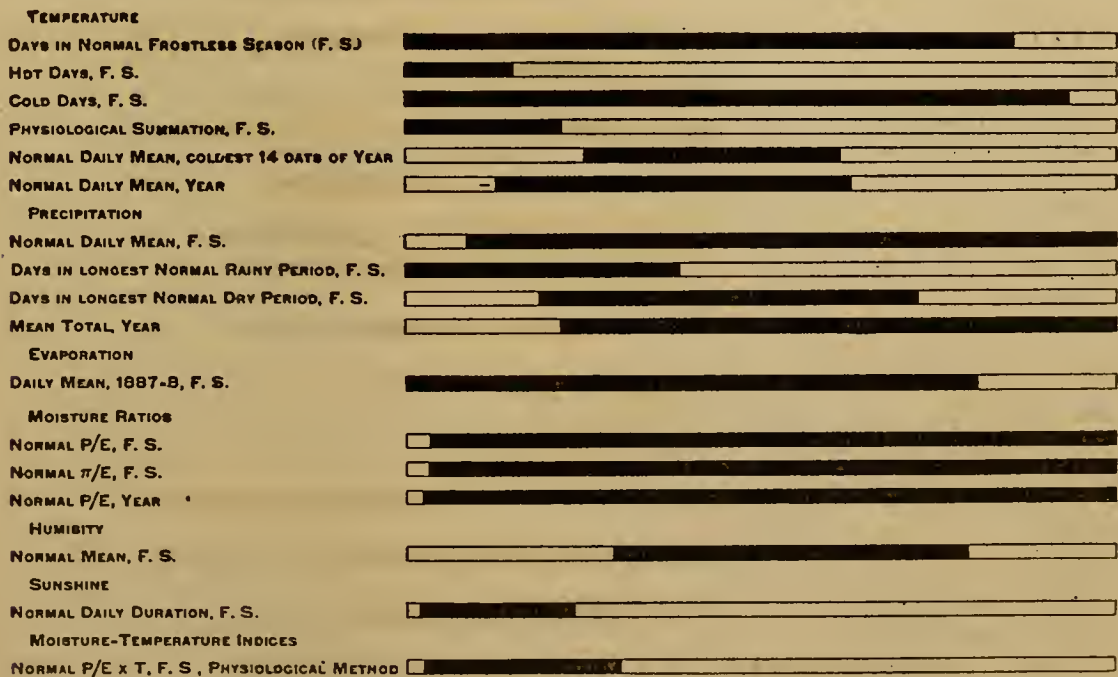 TEMPERATURE
DAYS IN NORMAL FROSTLESS SEASON (F. S.)
HOT DAYS, F. S.
COLD DAYS, F. S.
PHYSIOLOGICAL SUMMATION, F. S.
NORMAL DAILY MEAN, COLDEST 14 DAYS OF YEAR
NORMAL DAILY MEAN, YEAR
PRECIPITATION
NORMAL DAILY MEAN, F. S.
DAYS IN LONGEST NORMAL RAINY PERIOD, F. S.
DAYS IN LONGEST NORMAL DRY PERIOD, F. S.
MEAN TOTAL, YEAR
EVAPORATION
DAILY MEAN, 1887-8, F. S.
MOISTURE RATIOS
NORMAL P/E, F. S.
NORMAL π/E, F. S.
NORMAL P/E, YEAR
HUMIDITY
NORMAL MEAN, F. S.
SUNSHINE
NORMAL DAILY DURATION, F. S.
MOISTURE-TEMPERATURE INDICES
NORMAL P/E X T, F. S., PHYSIOLOGICAL METHOD